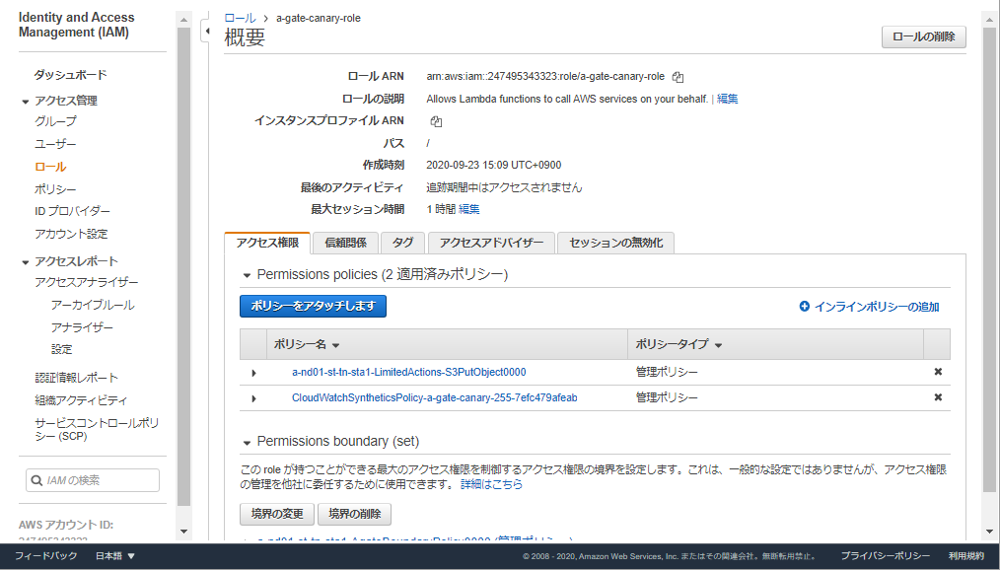 Identity and Access
Management (IAM)
ダッシュボード
アクセス管理
グループ
ユーザー
ロール
ポリシー
ID プロバイダー
アカウント設定
アクセスレポート
アクセスアナライザー
アーカイブルール
アナライザー
設定
認証情報レポート
組織アクティビティ
サービスコントロールポリ
シー (SCP)
IAM の検索
AWS アカウント ID:
247495343323
ロール > a-gate-canary-role
概要
ロールの削除
ロール ARN arn:aws:iam::247495343323:role/a-gate-canary-role
ロールの説明 Allows Lambda functions to call AWS services on your behalf. | 編集
インスタンスプロファイル ARN
パス /
作成時刻 2020-09-23 15:09 UTC+0900
最後のアクティビティ 追跡期間中はアクセスされません
最大セッション時間 1 時間 編集
アクセス権限 信頼関係 タグ アクセスアドバイザー セッションの無効化
Permissions policies (2 適用済みポリシー)
ポリシーをアタッチします インラインポリシーの追加
ポリシー名 ポリシータイプ
a-nd01-st-tn-sta1-LimitedActions-S3PutObject0000 管理ポリシー
CloudWatchSyntheticsPolicy-a-gate-canary-255-7efc479afeab 管理ポリシー
Permissions boundary (set)
この role が持つことができる最大のアクセス権限を制御するアクセス権限の境界を設定します。これは、一般的な設定ではありませんが、アクセス権限
の管理を他社に委任するために使用できます。 詳細はこちら
境界の変更 境界の削除
a-nd01-st-tn-sta1-AgateBoundaryPolicy0000 (管理ポリシー)
フィードバック 日本語 © 2008 - 2020, Amazon Web Services, Inc. またはその関連会社。無断転用禁止。 プライバシーポリシー 利用規約